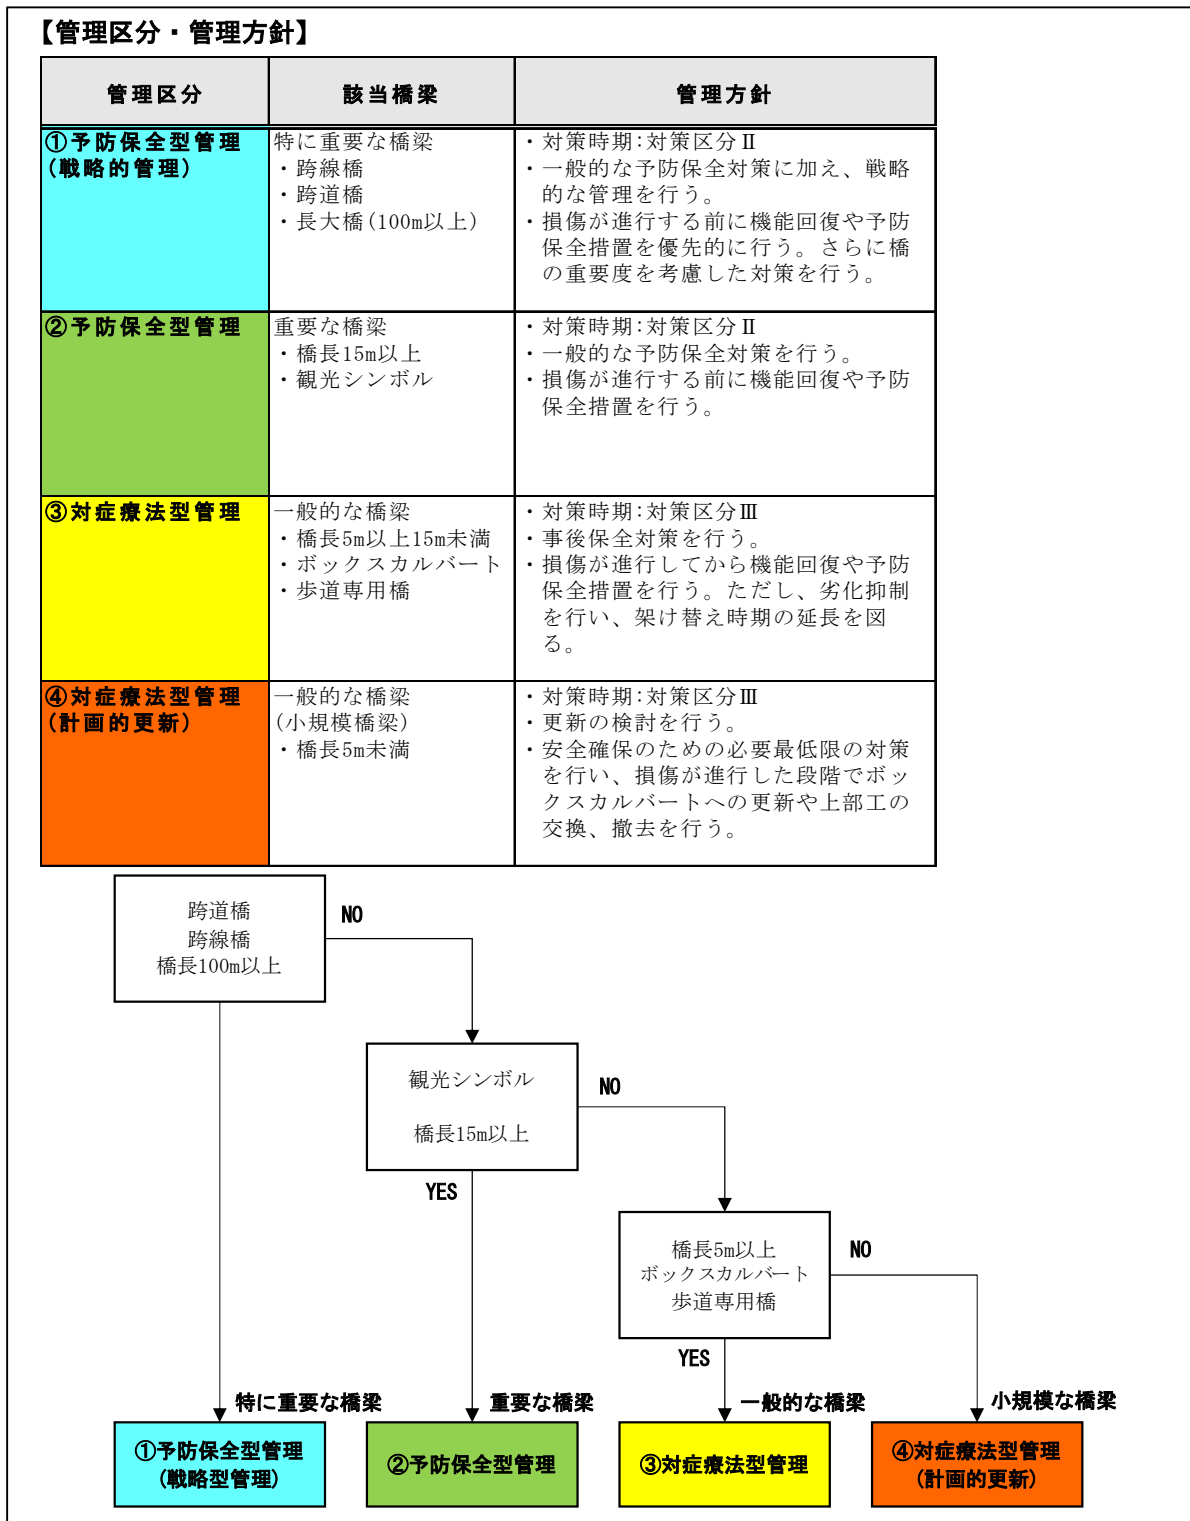 【管理区分・管理方針】
管理区分 該当橋梁 管理方針
①予防保全型管理
(戦略的管理)
特に重要な橋梁
・跨線橋
・跨道橋
・長大橋(100m以上)
・対策時期:対策区分Ⅱ
・一般的な予防保全対策に加え、戦略
的な管理を行う。
・損傷が進行する前に機能回復や予防
保全措置を優先的に行う。さらに橋
の重要度を考慮した対策を行う。
②予防保全型管理
重要な橋梁
・橋長15m以上
・観光シンボル
・対策時期:対策区分Ⅱ
・一般的な予防保全対策を行う。
・損傷が進行する前に機能回復や予防
保全措置を行う。
③対症療法型管理
一般的な橋梁
・橋長5m以上15m未満
・ボックスカルバート
・歩道専用橋
・対策時期:対策区分Ⅲ
・事後保全対策を行う。
・損傷が進行してから機能回復や予防
保全措置を行う。ただし、劣化抑制
を行い、架け替え時期の延長を図
る。
④対症療法型管理
(計画的更新)
一般的な橋梁
(小規模橋梁)
・橋長5m未満
・対策時期:対策区分Ⅲ
・更新の検討を行う。
・安全確保のための必要最低限の対策
を行い、損傷が進行した段階でボッ
クスカルバートへの更新や上部工の
交換、撤去を行う。
跨道橋
跨線橋
橋長100m以上
NO
観光シンボル
橋長15m以上
NO
YES
橋長5m以上
ボックスカルバート
歩道専用橋
NO
YES
特に重要な橋梁
重要な橋梁
一般的な橋梁
小規模な橋梁
①予防保全型管理
(戦略型管理)
②予防保全型管理
③対症療法型管理
④対症療法型管理
(計画的更新)